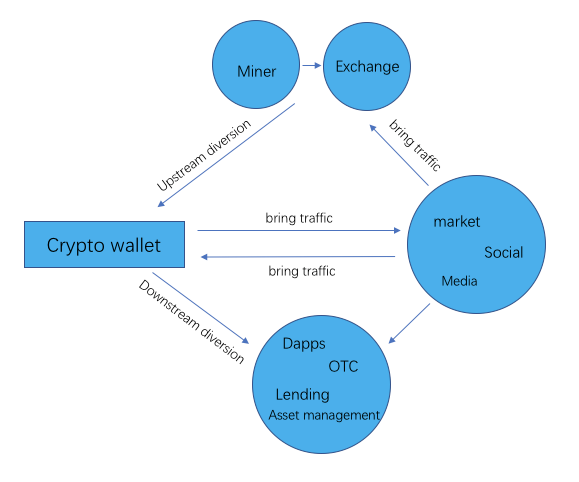 Miner
Exchange
Upstream diversion
bring traffic
market
Social
Media
bring traffic
Crypto wallet
bring traffic
Downstream diversion
Dapps
OTC
Lending
Asset management